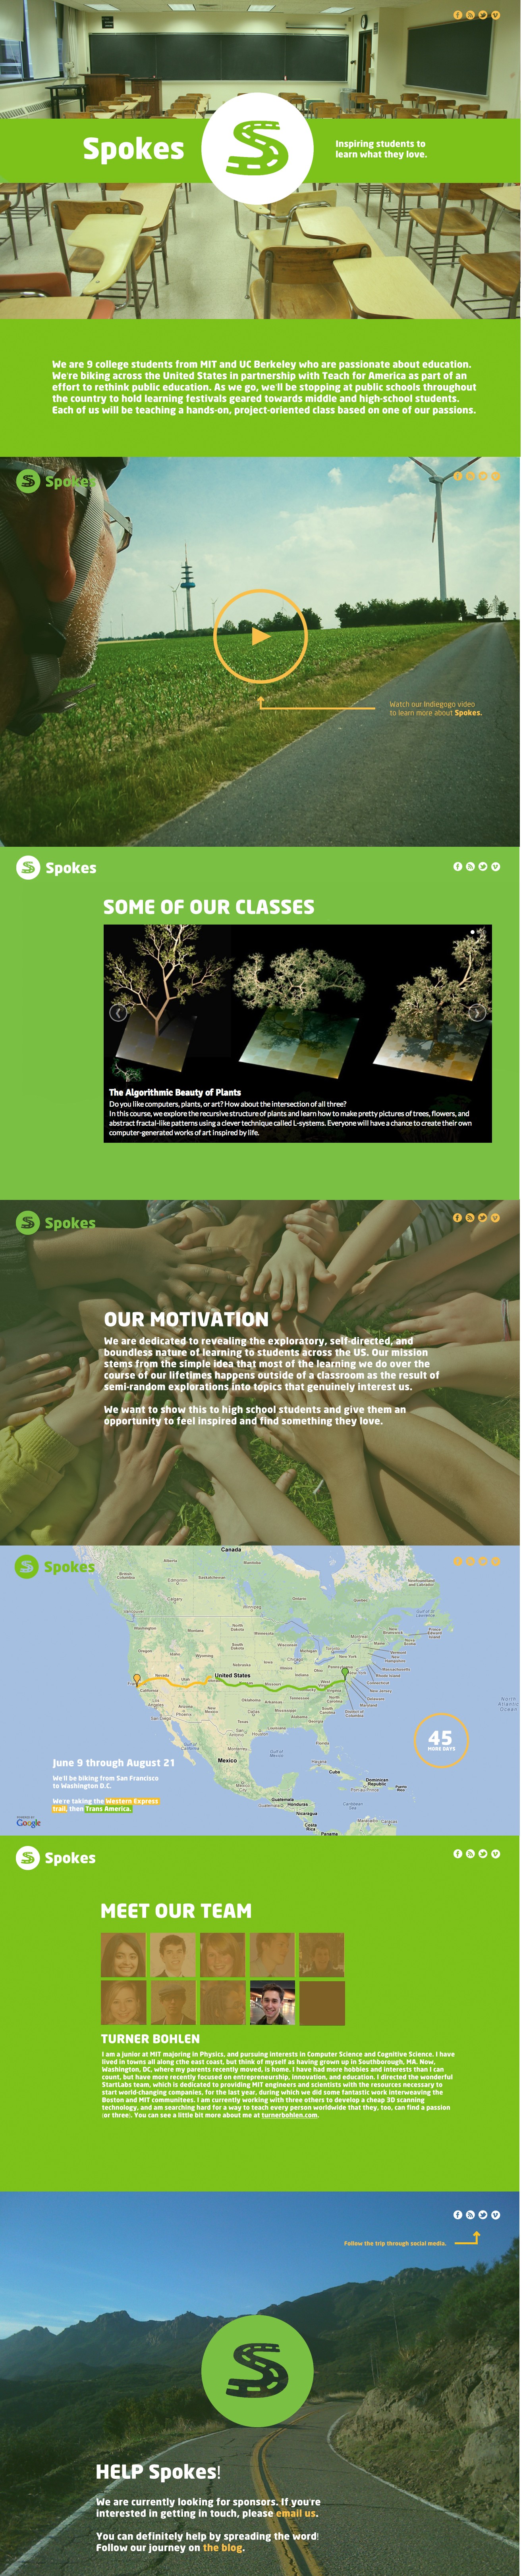 Spokes
Inspiring students to
learn what they love.
We are 9 college students from MIT and UC Berkeley who are passionate about education.
We're biking across the United States in partnership with Teach for America as part of an
effort to rethink public education. As we go, we'll be stopping at public schools throughout
the country to hold learning festivals geared towards middle and high-school students.
Each of us will be teaching a hands-on, project-oriented class based on one of our passions.
Spokes
Watch our Indiegogo video
to learn more about Spokes.
Spokes
SOME OF OUR CLASSES
The Algorithmic Beauty of Plants
Do you like computers, plants, or art? How about the intersection of all three?
In this course, we explore the recursive structure of plants and learn how to make pretty pictures of trees, flowers, and
abstract fractal-like patterns using a clever technique called L-systems. Everyone will have a chance to create their own
computer-generated works of art inspired by life.
Spokes
OUR MOTIVATION
We are dedicated to revealing the exploratory, self-directed, and
boundless nature of learning to students across the US. Our mission
stems from the simple idea that most of the learning we do over the
course of our lifetimes happens outside of a classroom as the result of
semi-random explorations into topics that genuinely interest us.
We want to show this to high school students and give them an
opportunity to feel inspired and find something they love.
Spokes
Canada
United States
Mexico
Cuba
Dominican
Republic
Puerto
Rico
Guatemala
Honduras
Nicaragua
Costa
Rica
Panama
North
Atlantic
Ocean
45
MORE DAYS
June 9 through August 21
We'll be biking from San Francisco
to Washington D.C.
We're taking the Western Express
trail, then Trans America.
POWERED BY
Google
Spokes
MEET OUR TEAM
TURNER BOHLEN
I am a junior at MIT majoring in Physics, and pursuing interests in Computer Science and Cognitive Science. I have
lived in towns all along cthe east coast, but think of myself as having grown up in Southborough, MA. Now,
Washington, DC, where my parents recently moved, is home. I have had more hobbies and interests than I can
count, but have more recently focused on entrepreneurship, innovation, and education. I directed the wonderful
StartLabs team, which is dedicated to providing MIT engineers and scientists with the resources necessary to
start world-changing companies, for the last year, during which we did some fantastic work interweaving the
Boston and MIT communitees. I am currently working with three others to develop a cheap 3D scanning
technology, and am searching hard for a way to teach every person worldwide that they, too, can find a passion
(or three). You can see a little bit more about me at turnerbohlen.com.
Follow the trip through social media.
HELP Spokes!
We are currently looking for sponsors. If you're
interested in getting in touch, please email us.
You can definitely help by spreading the word!
Follow our journey on the blog.